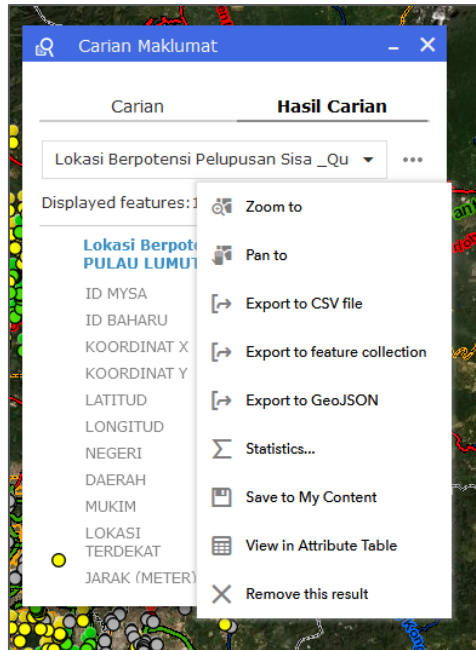 Carian Maklumat
Carian
Hasil Carian
Lokasi Berpotensi Pelupusan Sisa _Qu
Displayed features:
Zoom to
Lokasi
PULAU LUMUT
Pan to
ID MYSA
Export to CSV file
ID BAHARU
KOORDINAT X
Export to feature collection
KOORDINAT Y
LATITUD
Export to GeoJSON
LONGITUD
NEGERI
Statistics...
DAERAH
Save to My Content
MUKIM
LOKASI
TERDEKAT
View in Attribute Table
JARAK (METER)
Remove this result